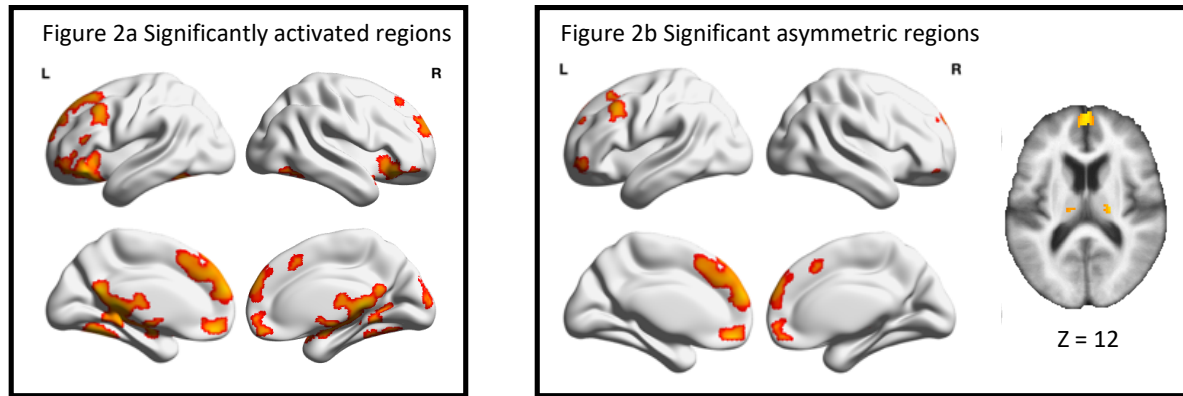 Figure 2a Significantly activated regions
L
R
Figure 2b Significant asymmetric regions
L
R
Z = 12